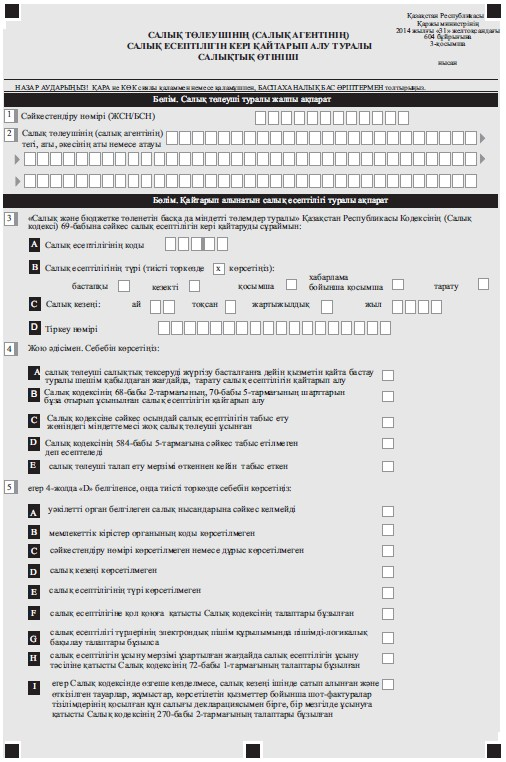 Қазақстан Республикасы
Қаржы министрінің
2014 жылғы «31» желтоқсандағы
604 бұйрығына
3-қосымша
нысан
САЛЫҚ ТӨЛЕУШІНІҢ (САЛЫҚ АГЕНТІНІҢ)
САЛЫҚ ЕСЕПТІЛІГІН КЕРІ ҚАЙТАРЫП АЛУ ТУРАЛЫ
САЛЫҚТЫҚ ӨТІНІШІ
НАЗАР АУДАРЫҢЫЗ! ҚАРА не КӨК сиялы қаламмен немесе қаламұшпен, БАСПАХАНАЛЫҚ БАС ӘРІПТЕРМЕН толтырыңыз.
Бөлім. Салық төлеуші туралы жалпы ақпарат
1 Сәйкестендіру нөмірі (ЖСН/БСН)
2 Салық төлеушінің (салық агентінің)
тегі, аты, әкесінің аты немесе атауы
Бөлім. Қайтарып алынатын салық есептілігі туралы ақпарат
3 «Салық және бюджетке төленетін басқа да міндетті төлемдер туралы» Қазақстан Республикасы Кодексінің (Салық
кодексі) 69-бабына сәйкес салық есептілігін кері қайтаруды сұраймын:
A Салық есептілігінің коды
B Салық есептілігінің түрі (тиісті торкөзде x көрсетіңіз):
бастапқы кезекті қосымша хабарлама
бойынша қосымша тарату
C Салық кезеңі: ай тоқсан жартыжылдық жыл
D Тіркеу нөмірі
4 Жою әдісімен. Себебін көрсетіңіз:
A салық төлеуші салықтық тексеруді жүргізу басталғанға дейін қызметін қайта бастау
туралы шешім қабылдаған жағдайда, тарату салық есептілігін қайтарып алу
B Салық кодексінің 68-бабы 2-тармағының, 70-бабы 5-тармағының шарттарын
бұза отырып ұсынылған салық есептілігін қайтарып алу
C Салық кодексіне сәйкес осындай салық есептілігін табыс ету
жөніндегі міндеттемесі жоқ салық төлеуші ұсынған
D Салық кодексінің 584-бабы 5-тармағына сәйкес табыс етілмеген
деп есептеледі
E салық төлеуші талап ету мерзімі өткеннен кейін табыс еткен
5 егер 4-жолда «D» белгіленсе, онда тиісті торкөзде себебін көрсетіңіз:
A уәкілетті орган белгілеген салық нысандарына сәйкес келмейді
B мемлекеттік кірістер органының коды көрсетілмеген
C сәйкестендіру нөмірі көрсетілмеген немесе дұрыс көрсетілмеген
D салық кезеңі көрсетілмеген
E салық есептілігінің түрі көрсетілмеген
F салық есептілігіне қол қоюға қатысты Салық кодексінің талаптары бұзылған
G салық есептілігі түрлерінің электрондық пішім құрылымында пішімді-логикалық
бақылау талаптары бұзылса
H салық есептілігін ұсыну мерзімі ұзартылған жағдайда салық есептілігін ұсыну
тәсіліне қатысты Салық кодексінің 72-бабы 1-тармағының талаптары бұзылған
I егер Салық кодексінде өзгеше көзделмесе, салық кезеңі ішінде сатып алынған және
өткізілген тауарлар, жұмыстар, көрсетілетін қызметтер бойынша шот-фактуралар
тізілімдерінің қосылған құн салығы декларациясымен бірге, бір мезгілде ұсынуға
қатысты Салық кодексінің 270-бабы 2-тармағының талаптары бұзылған